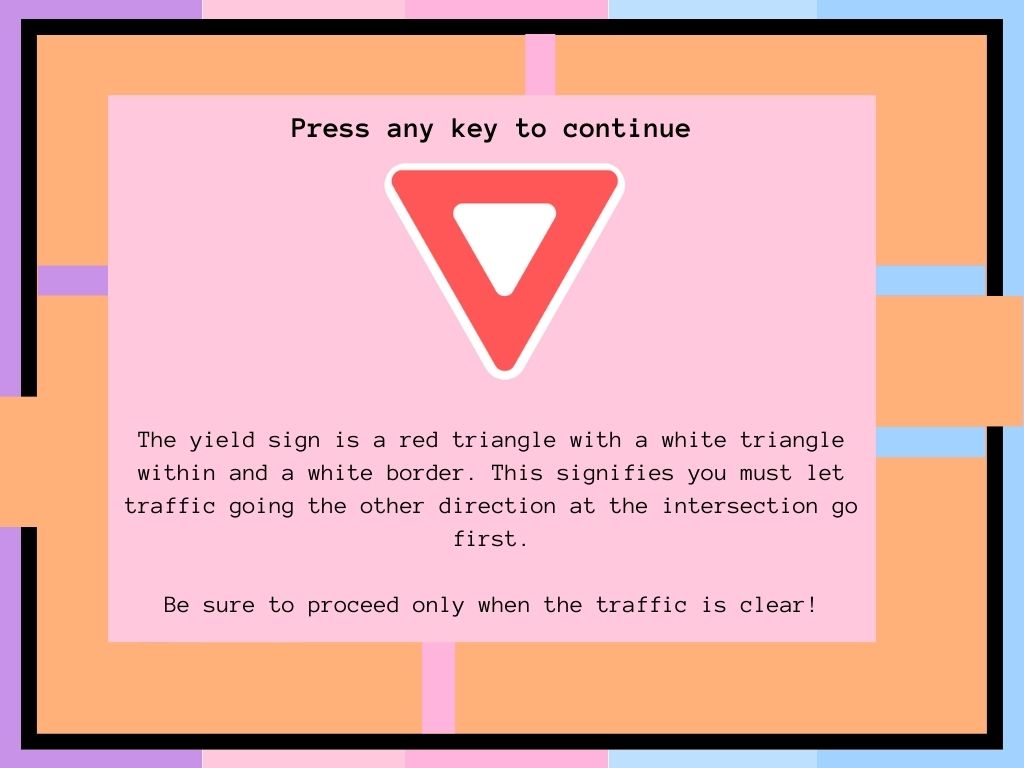 Press any key to continue
The yield sign is a red triangle with a white triangle
within and a white border. This signifies you must let
traffic going the other direction at the intersection go
first.
Be sure to proceed only when the traffic is clear!